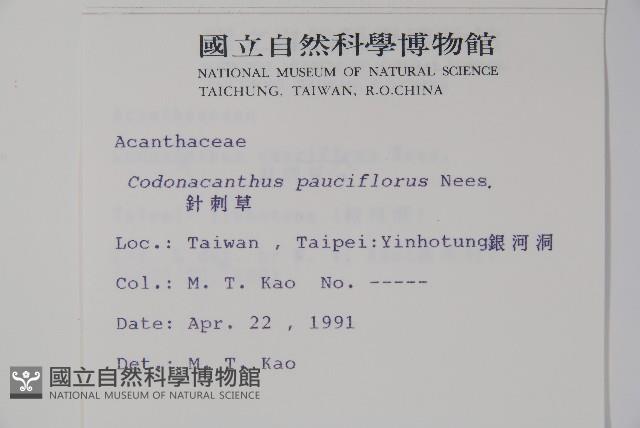 國立自然科學博物館
NATIONAL MUSEUM OF NATURAL SCIENCE
TAICHUNG, TAIWAN, R.O.CHINA
Acanthaceae
Codonacanthus pauciflorus Nees.
針刺草
Loc.: Taiwan , Taipei:Yinhotung銀河洞
Col.: M. T. Kao No. -----
Date: Apr. 22 , 1991
Det.: M. T. Kao
國立自然科學博物館
NATIONAL MUSEUM OF NATURAL SCIENCE